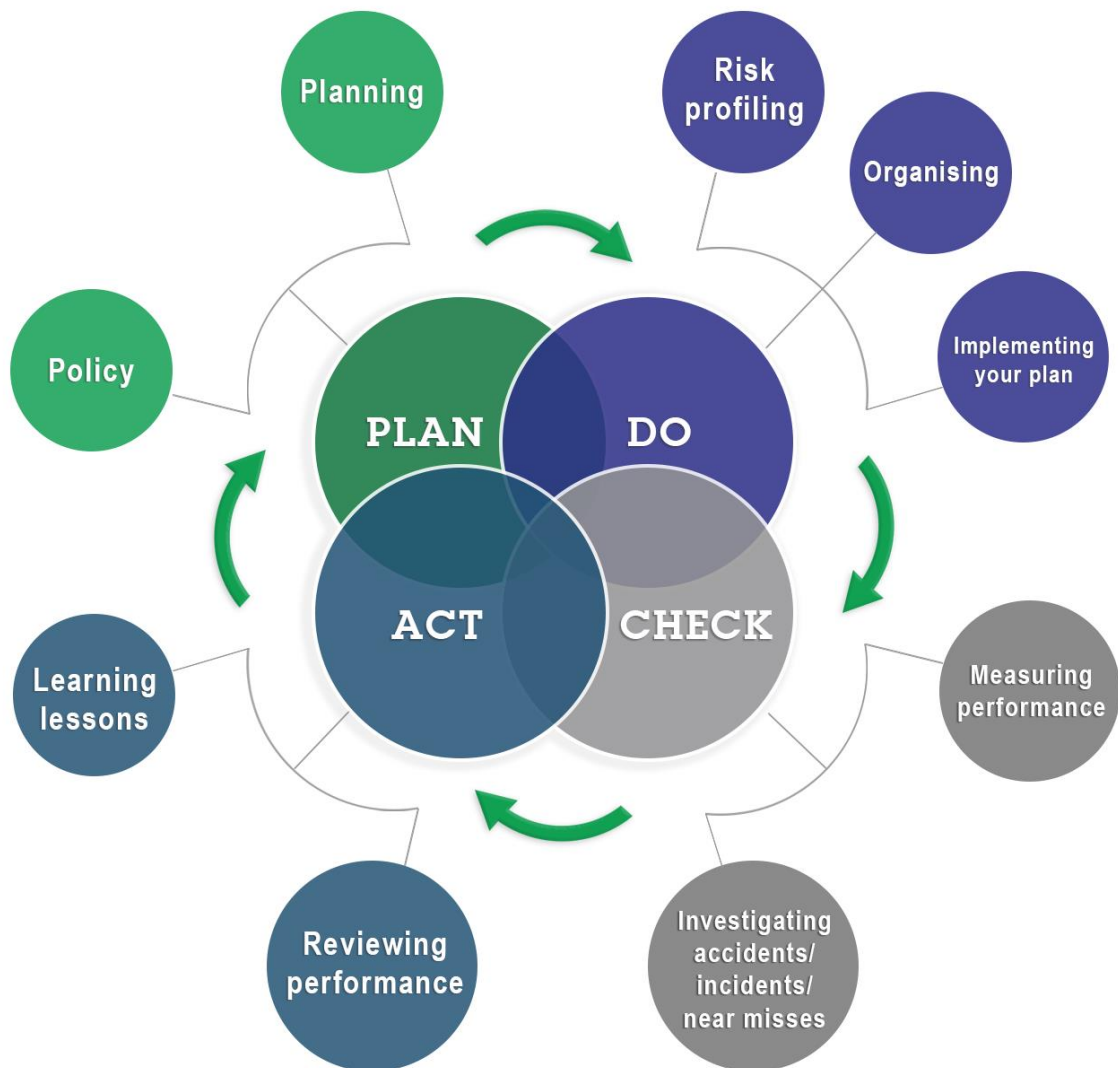 Planning
Risk
profiling
Organising
Policy
Implementing
your plan
PLAN
DO
ACT
CHECK
Learning
lessons
Measuring
performance
Reviewing
performance
Investigating
accidents/
incidents/
near misses